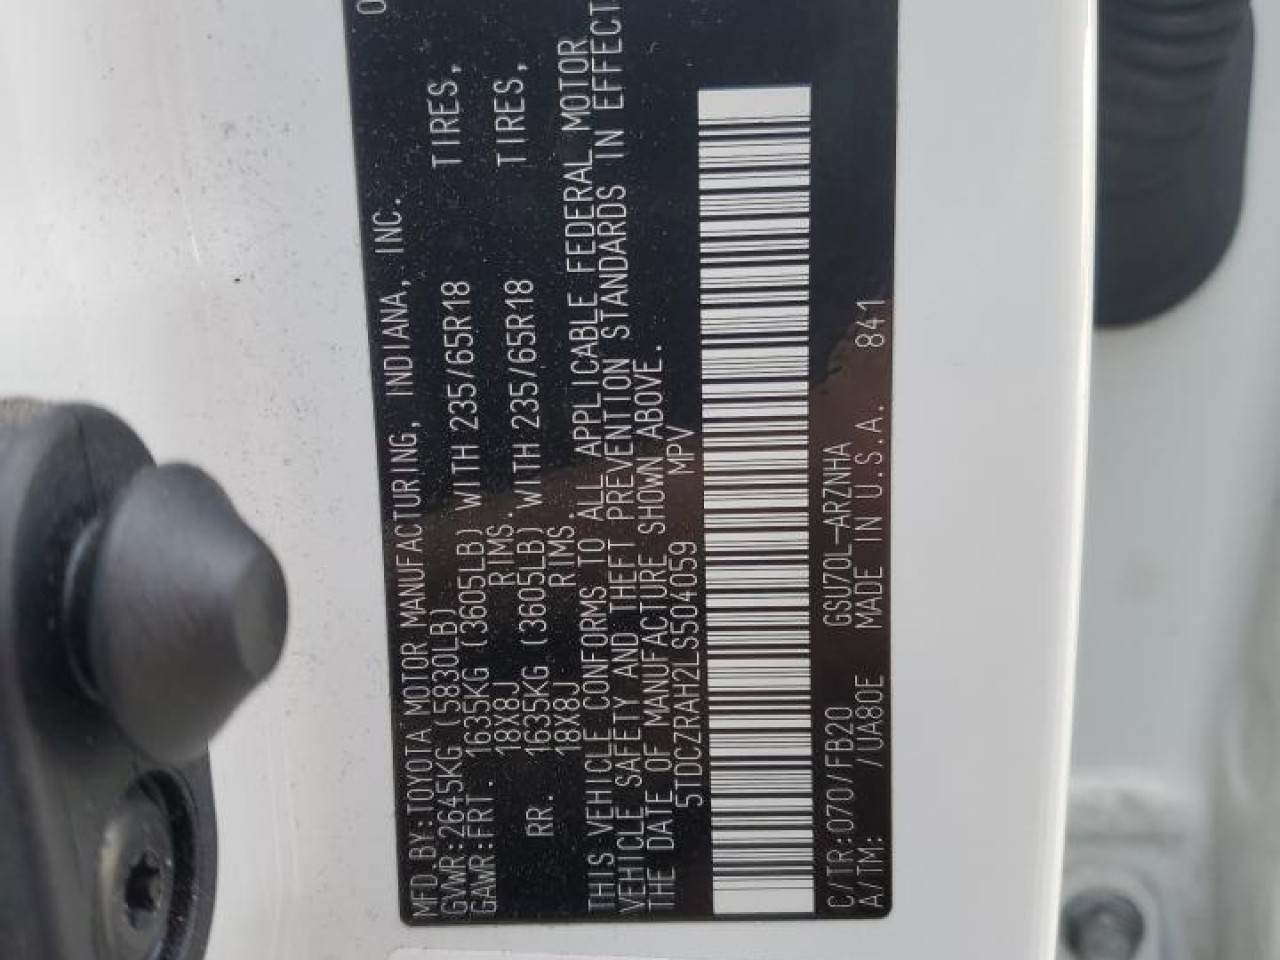 0
MFD BY:TOYOTA MOTOR MANUFACTURING, INDIANA, INC.
GVWR:2645KG(5830LB)
GAWR:FRT. 1635KG (3605LB) WITH 235/65R18 TIRES,
18X8J RIMS.
RR. 1635KG (3605LB) WITH 235/65R18 TIRES,
18X8J RIMS.
THIS VEHICLE CONFORMS TO ALL APPLICABLE FEDERAL MOTOR
VEHICLE SAFETY AND THEFT PREVENTION STANDARDS IN EFFECT
THE DATE OF MANUFACTURE SHOWN ABOVE.
5TDCZRAH2LS504059 MPV
C/TR:070/FB20 GSU70L-ARZNHA
A/TM: /UA80E MADE IN U.S.A. 841